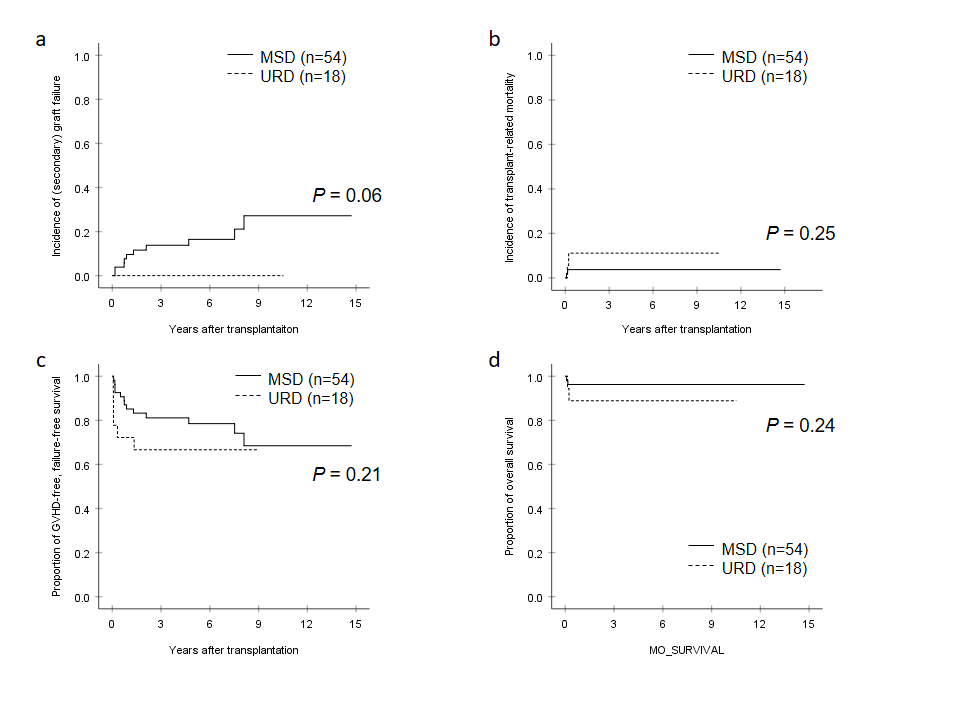 a
Incidence of (secondary) graft failure
1.0
0.8
0.6
0.4
0.2
0.0
MSD (n=54)
URD (n=18)
P = 0.06
0 3 6 9 12 15
Years after transplantaiton
b
Incidence of transplant-related mortality
1.0
0.8
0.6
0.4
0.2
0.0
MSD (n=54)
URD (n=18)
P = 0.25
0 3 6 9 12 15
Years after transplantation
c
Proportion of GVHD-free, failure-free survival
1.0
0.8
0.6
0.4
0.2
0.0
MSD (n=54)
URD (n=18)
P = 0.21
0 3 6 9 12 15
Years after transplantation
d
Proportion of overall survival
1.0
0.8
0.6
0.4
0.2
0.0
P = 0.24
MSD (n=54)
URD (n=18)
0 3 9 12 15
MO_SURVIVAL